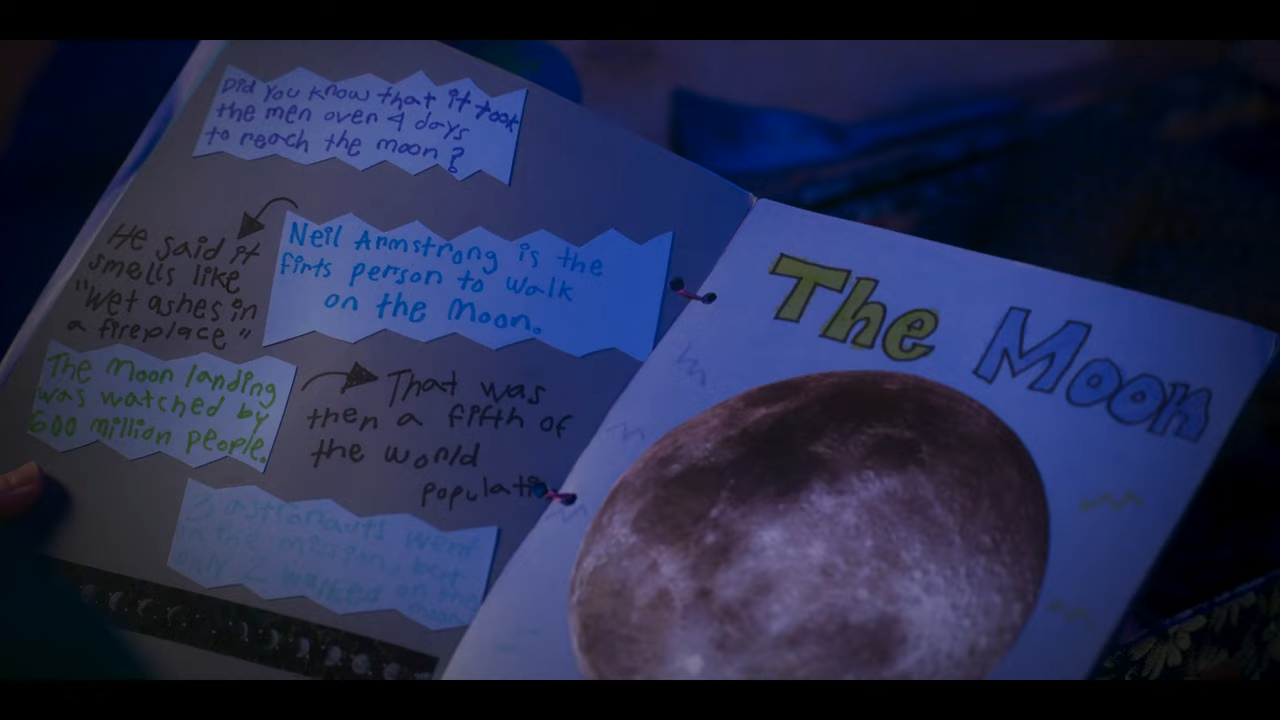 Did you know that it took
the men over 4 days
to reach the moon?
Neil Armstrong is the
firts person to walk
on the Moon.
He said it
smells like
"wet ashes in
a fireplace"
The Moon landing
was watched by
600 million people.
That was
then a fifth of
the world
populati
3 astronauts went
in the mission, but
only 2 walked on the
moon
The Moon